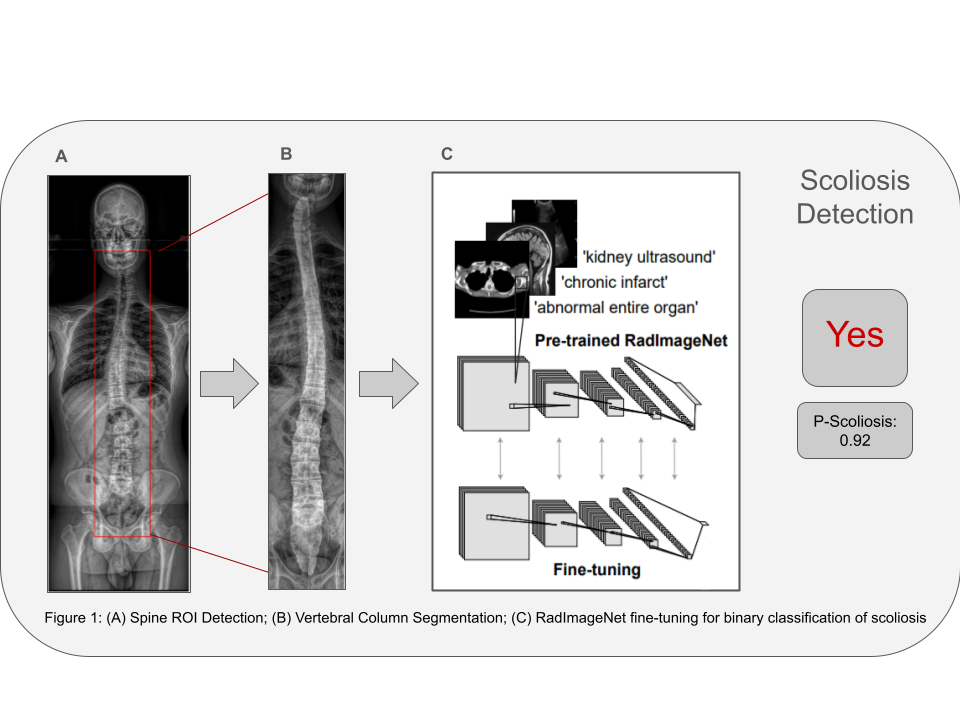 A
B
C
Scoliosis
Detection
'kidney ultrasound'
'chronic infarct'
'abnormal entire organ'
Pre-trained RadImageNet
Yes
P-Scoliosis:
0.92
Fine-tuning
Figure 1: (A) Spine ROI Detection; (B) Vertebral Column Segmentation; (C) RadImageNet fine-tuning for binary classification of scoliosis